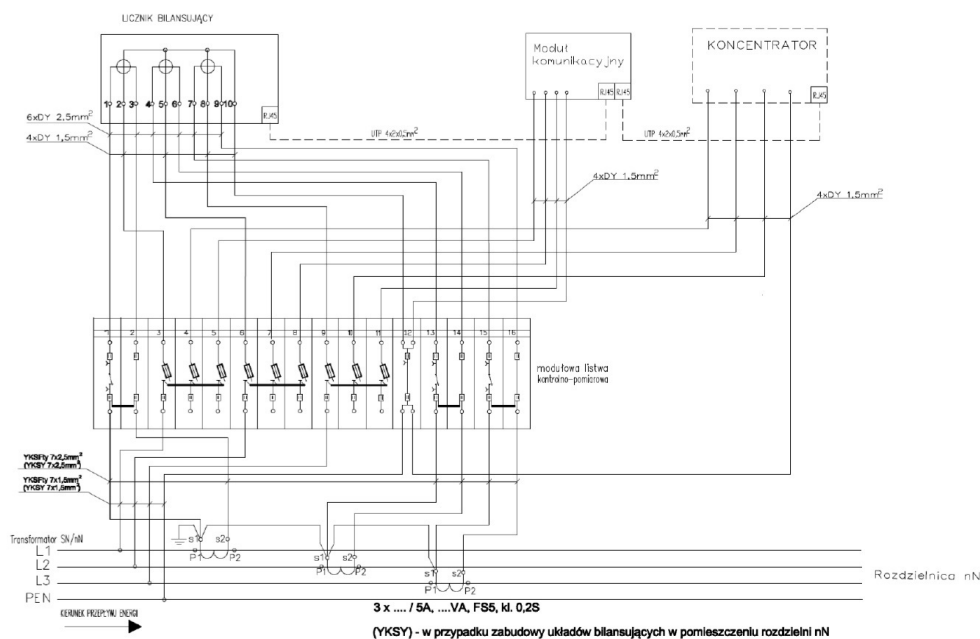 LICZNIK BILANSUJĄCY
Moduł
komunikacyjny
KONCENTRATOR
1 2 3 4 5 6 7 8 9 10
RJ45
RJ45 RJ45
RJ45
6xDY 2,5mm²
4xDY 1,5mm²
UTP 4x2x0,5mm²
UTP 4x2x0,5mm²
4xDY 1,5mm²
4xDY 1,5mm²
1 2 3 4 5 6 7 8 9 10 11 12 13 14 15 16
modułowa listwa
kontrolno-pomiarowa
YKSFty 7x2,5mm²
(YKSY 7x2,5mm²)
YKSFty 7x1,5mm²
(YKSY 7x1,5mm²)
Transformator SN/nN
s1 s2
s1 s2
s1 s2
L1
P1 P2
L2
P1 P2
L3
P1 P2
PEN
Rozdzielnica nN
KIERUNEK PRZEPŁYWU ENERGII
3 x .... / 5A, ....VA, FS5, kl. 0,2S
(YKSY) - w przypadku zabudowy układów bilansujących w pomieszczeniu rozdzielni nN